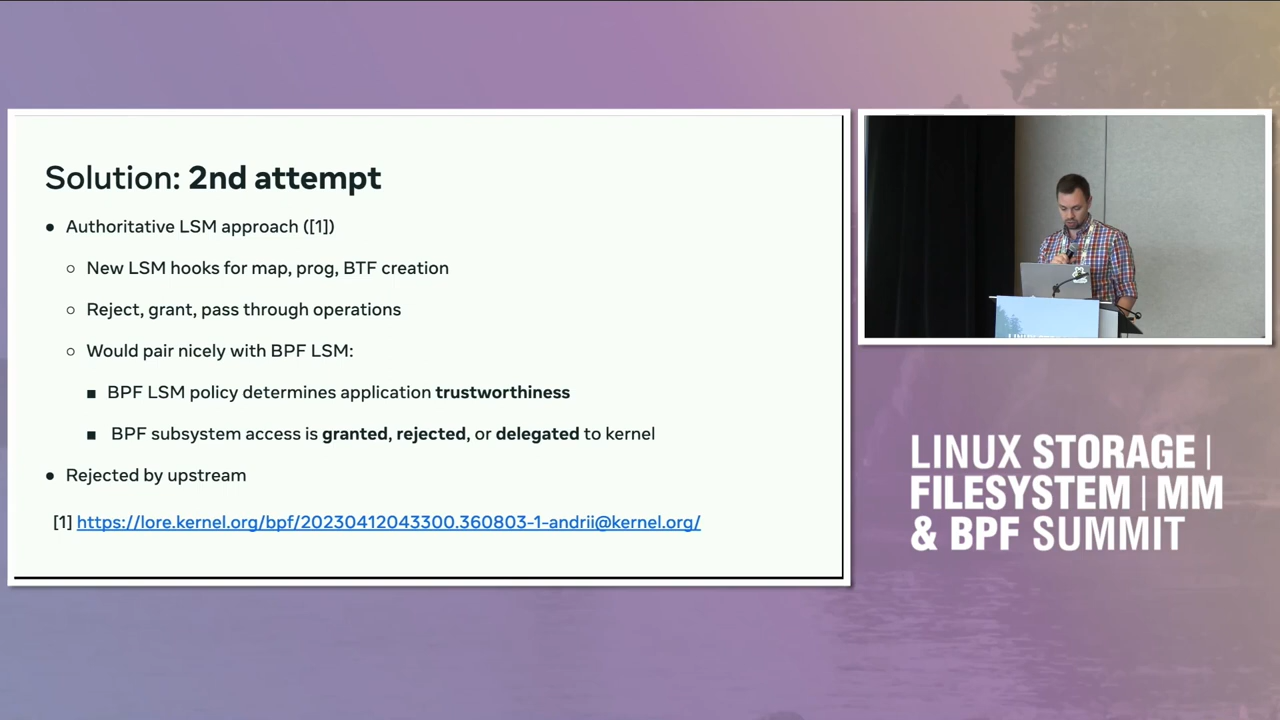 Solution: 2nd attempt
● Authoritative LSM approach ([1])
○ New LSM hooks for map, prog, BTF creation
○ Reject, grant, pass through operations
○ Would pair nicely with BPF LSM:
■ BPF LSM policy determines application trustworthiness
■ BPF subsystem access is granted, rejected, or delegated to kernel
● Rejected by upstream
[1] https://lore.kernel.org/bpf/20230412043300.360803-1-andrii@kernel.org/
LINUX STORAGE |
FILESYSTEM | MM
& BPF SUMMIT